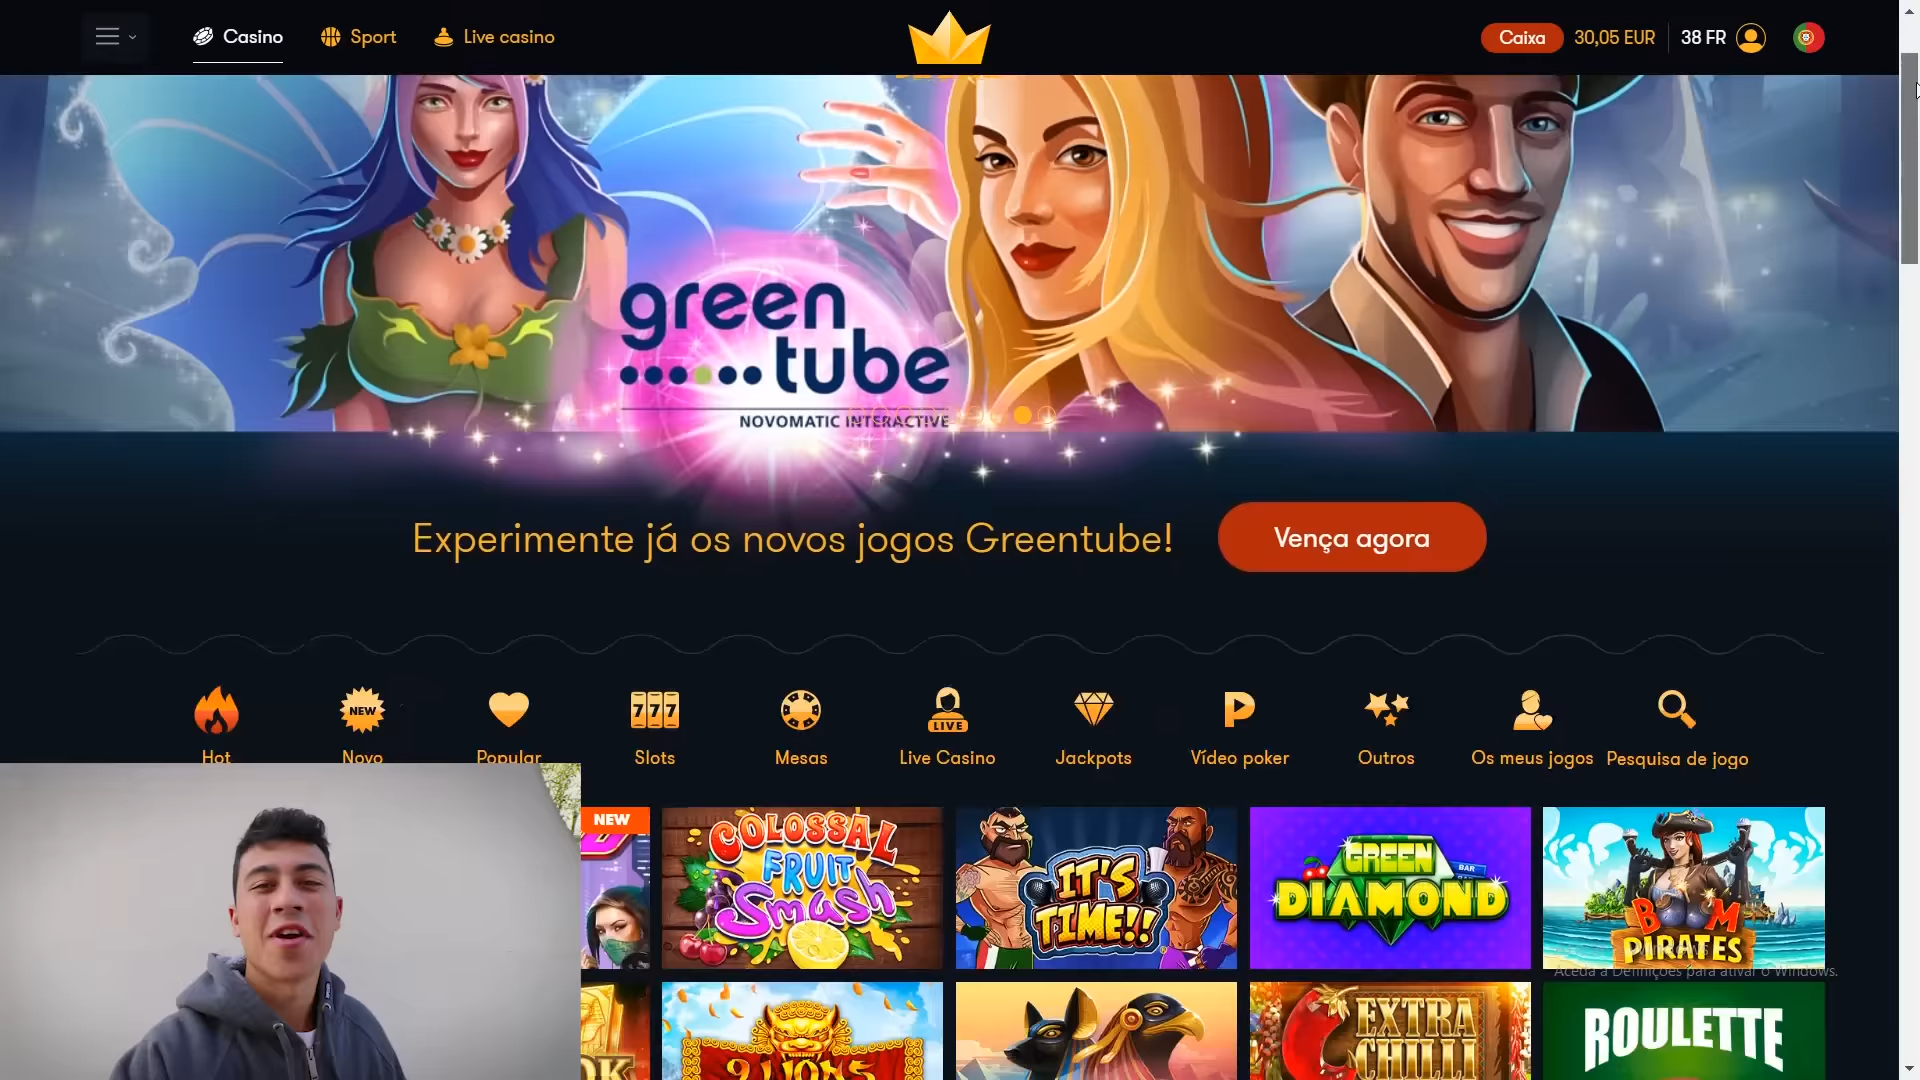 Casino
Sport
Live casino
Caixa
30,05 EUR
38 FR
green
tube
NOVOMATIC INTERACTIVE
Experimente já os novos jogos Greentube!
Vença agora
NEW
777
LIVE
Hot
Novo
Popular
Slots
Mesas
Live Casino
Jackpots
Vídeo poker
Outros
Os meus jogos
Pesquisa de jogo
NEW
COLOSSAL
FRUIT
Smash
IT'S
TIME!!
GREEN
BAR
DIAMOND
PIRATES
Aceda a Definições para ativar o Windows.
9 LIONS
EXTRA
CHILLI
ROULETTE